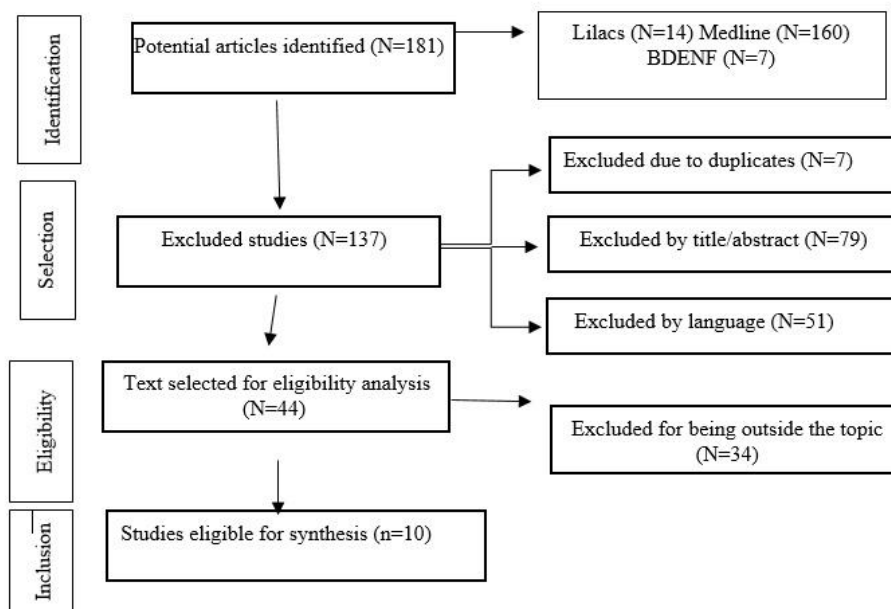 Identification
Potential articles identified (N=181)
Lilacs (N=14) Medline (N=160)
BDENF (N=7)
Selection
Excluded studies (N=137)
Excluded due to duplicates (N=7)
Excluded by title/abstract (N=79)
Excluded by language (N=51)
Eligibility
Text selected for eligibility analysis
(N=44)
Excluded for being outside the topic
(N=34)
Inclusion
Studies eligible for synthesis (n=10)